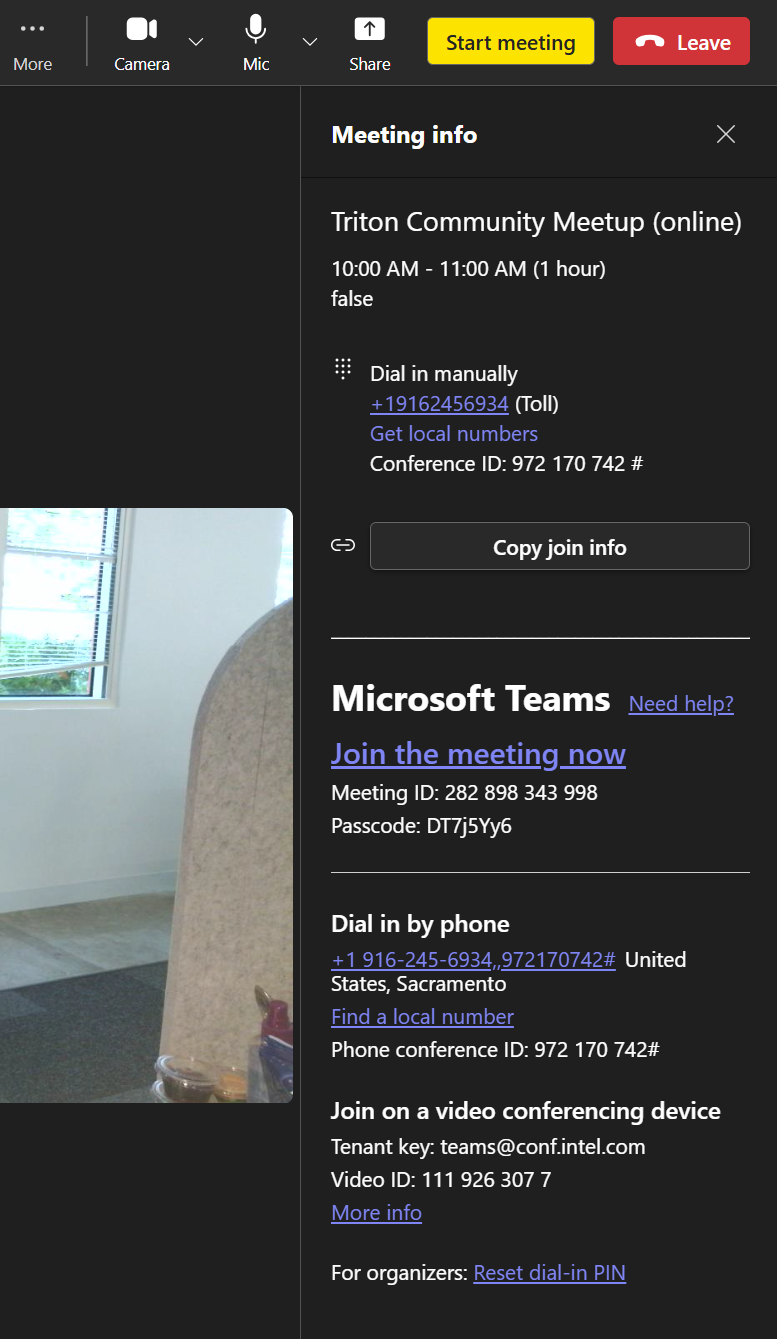 More
Camera
Mic
Share
Start meeting
Leave
Meeting info
Triton Community Meetup (online)
10:00 AM - 11:00 AM (1 hour)
false
Dial in manually
+19162456934 (Toll)
Get local numbers
Conference ID: 972 170 742 #
Copy join info
Microsoft Teams Need help?
Join the meeting now
Meeting ID: 282 898 343 998
Passcode: DT7j5Yy6
Dial in by phone
+1 916-245-6934,,972170742# United
States, Sacramento
Find a local number
Phone conference ID: 972 170 742#
Join on a video conferencing device
Tenant key: teams@conf.intel.com
Video ID: 111 926 307 7
More info
For organizers: Reset dial-in PIN